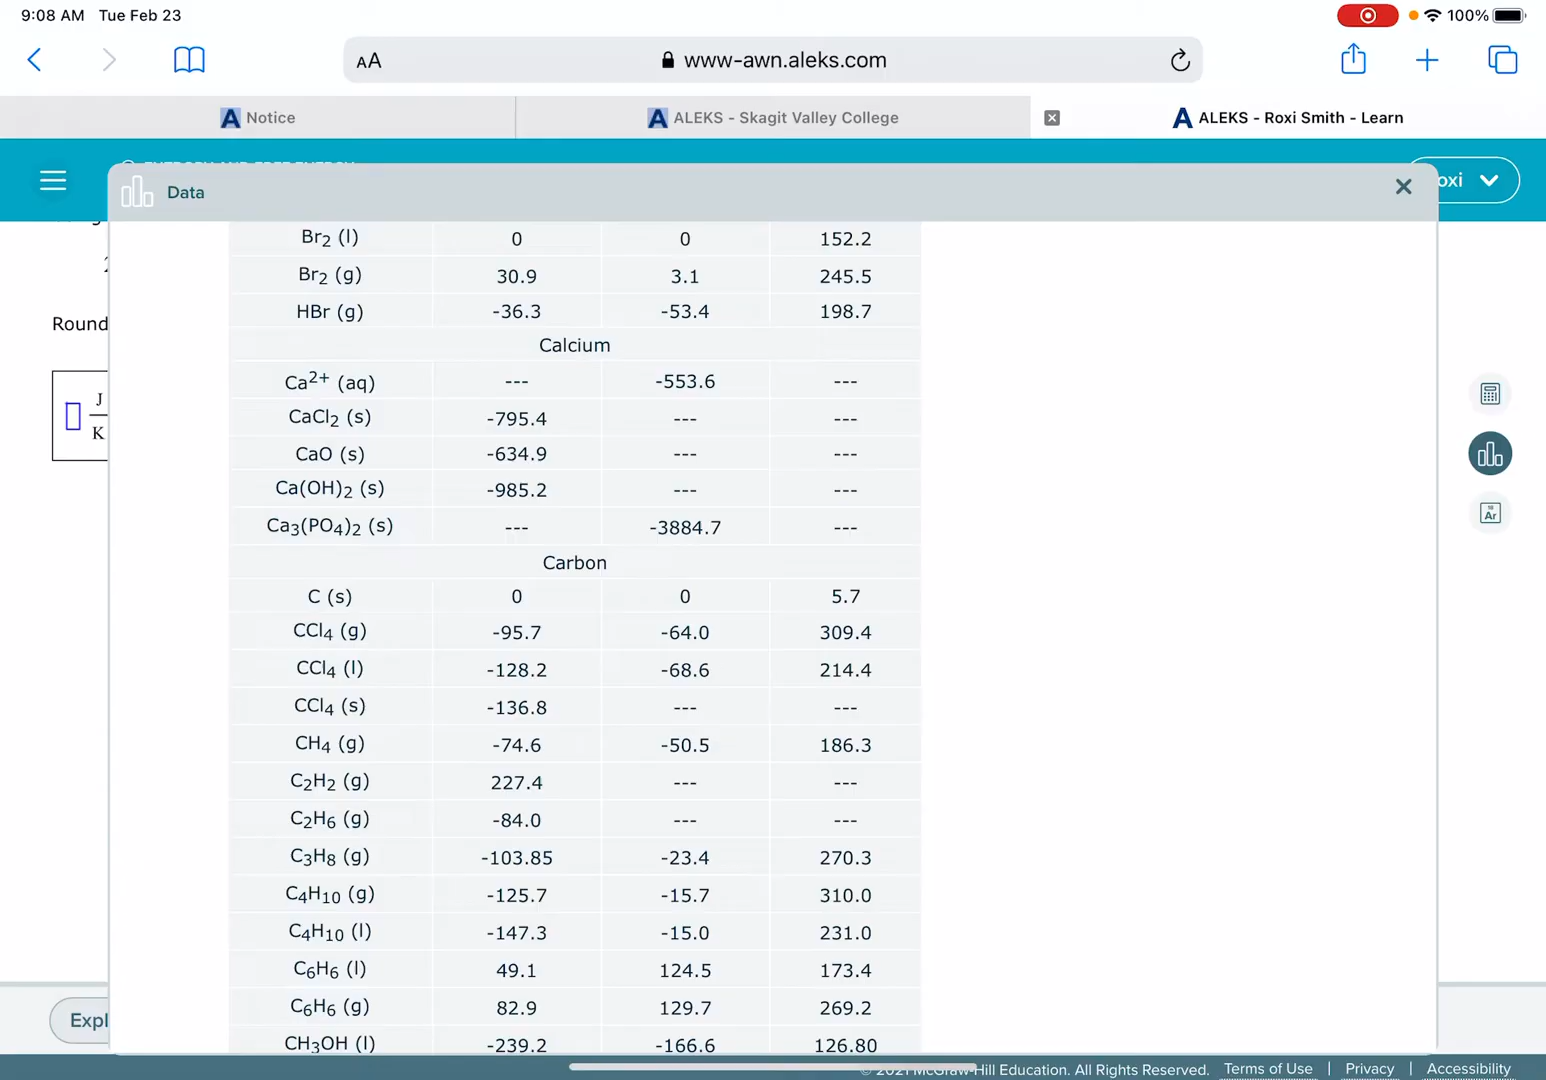 9:08 AM Tue Feb 23
100%
AA
www-awn.aleks.com
A Notice
A ALEKS - Skagit Valley College
A ALEKS - Roxi Smith - Learn
Data
oxi
Br2 (l) 0 0 152.2
Br2 (g) 30.9 3.1 245.5
HBr (g) -36.3 -53.4 198.7
Calcium
Ca2+ (aq) --- -553.6 ---
CaCl2 (s) -795.4 --- ---
CaO (s) -634.9 --- ---
Ca(OH)2 (s) -985.2 --- ---
Ca3(PO4)2 (s) --- -3884.7 ---
Carbon
C (s) 0 0 5.7
CCl4 (g) -95.7 -64.0 309.4
CCl4 (l) -128.2 -68.6 214.4
CCl4 (s) -136.8 --- ---
CH4 (g) -74.6 -50.5 186.3
C2H2 (g) 227.4 --- ---
C2H6 (g) -84.0 --- ---
C3H8 (g) -103.85 -23.4 270.3
C4H10 (g) -125.7 -15.7 310.0
C4H10 (l) -147.3 -15.0 231.0
C6H6 (l) 49.1 124.5 173.4
C6H6 (g) 82.9 129.7 269.2
CH3OH (l) -239.2 -166.6 126.80
Round
J
K
18
Ar
Expl
© 2021 McGraw-Hill Education. All Rights Reserved. Terms of Use | Privacy | Accessibility